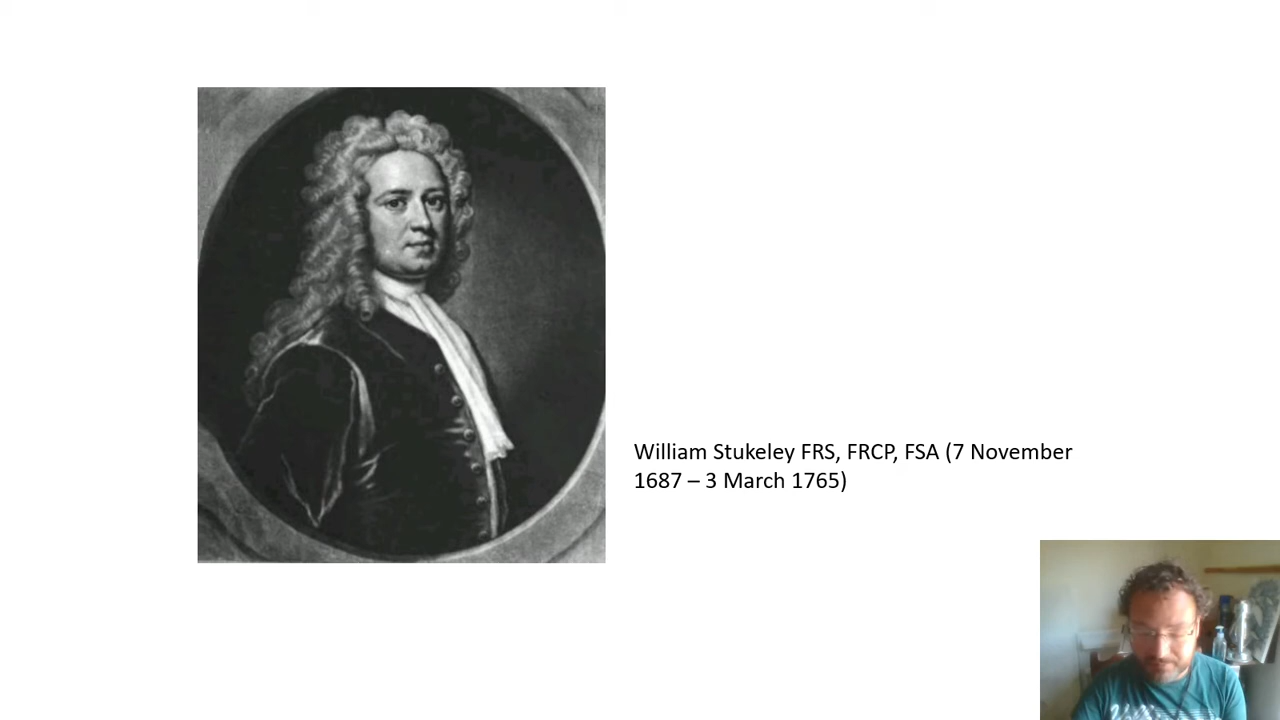 William Stukeley FRS, FRCP, FSA (7 November
1687 – 3 March 1765)